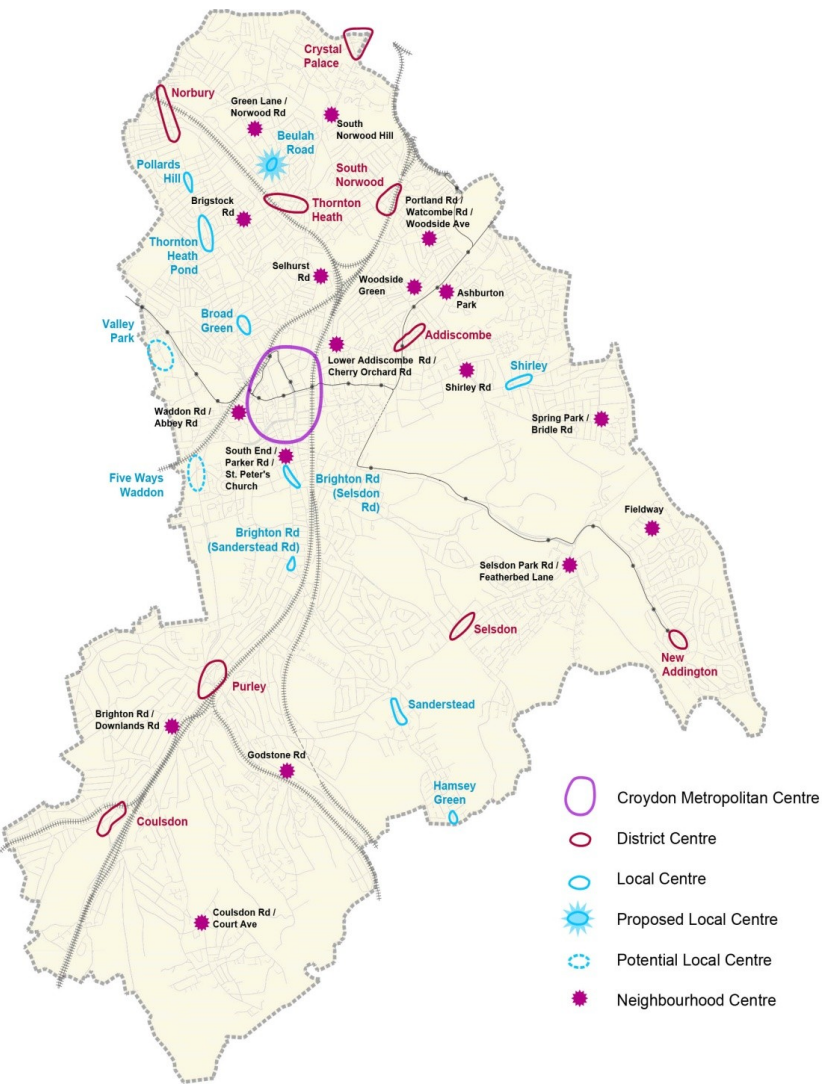 Crystal
Palace
Norbury
Green Lane /
Norwood Rd
South
Norwood Hill
Beulah
Road
Pollards
Hill
South
Norwood
Brigstock
Rd
Thornton
Heath
Portland Rd /
Watcombe Rd /
Woodside Ave
Thornton
Heath
Pond
Selhurst
Rd
Woodside
Green
Ashburton
Park
Valley
Park
Broad
Green
Addiscombe
Lower Addiscombe Rd /
Cherry Orchard Rd
Shirley
Shirley Rd
Waddon Rd /
Abbey Rd
Spring Park /
Bridle Rd
South End /
Parker Rd /
St. Peter's
Church
Five Ways
Waddon
Brighton Rd
(Selsdon
Rd)
Fieldway
Brighton Rd
(Sanderstead Rd)
Selsdon Park Rd /
Featherbed Lane
Selsdon
New
Addington
Purley
Sanderstead
Brighton Rd /
Downlands Rd
Godstone Rd
Hamsey
Green
Coulsdon
Coulsdon Rd /
Court Ave
Croydon Metropolitan Centre
District Centre
Local Centre
Proposed Local Centre
Potential Local Centre
Neighbourhood Centre